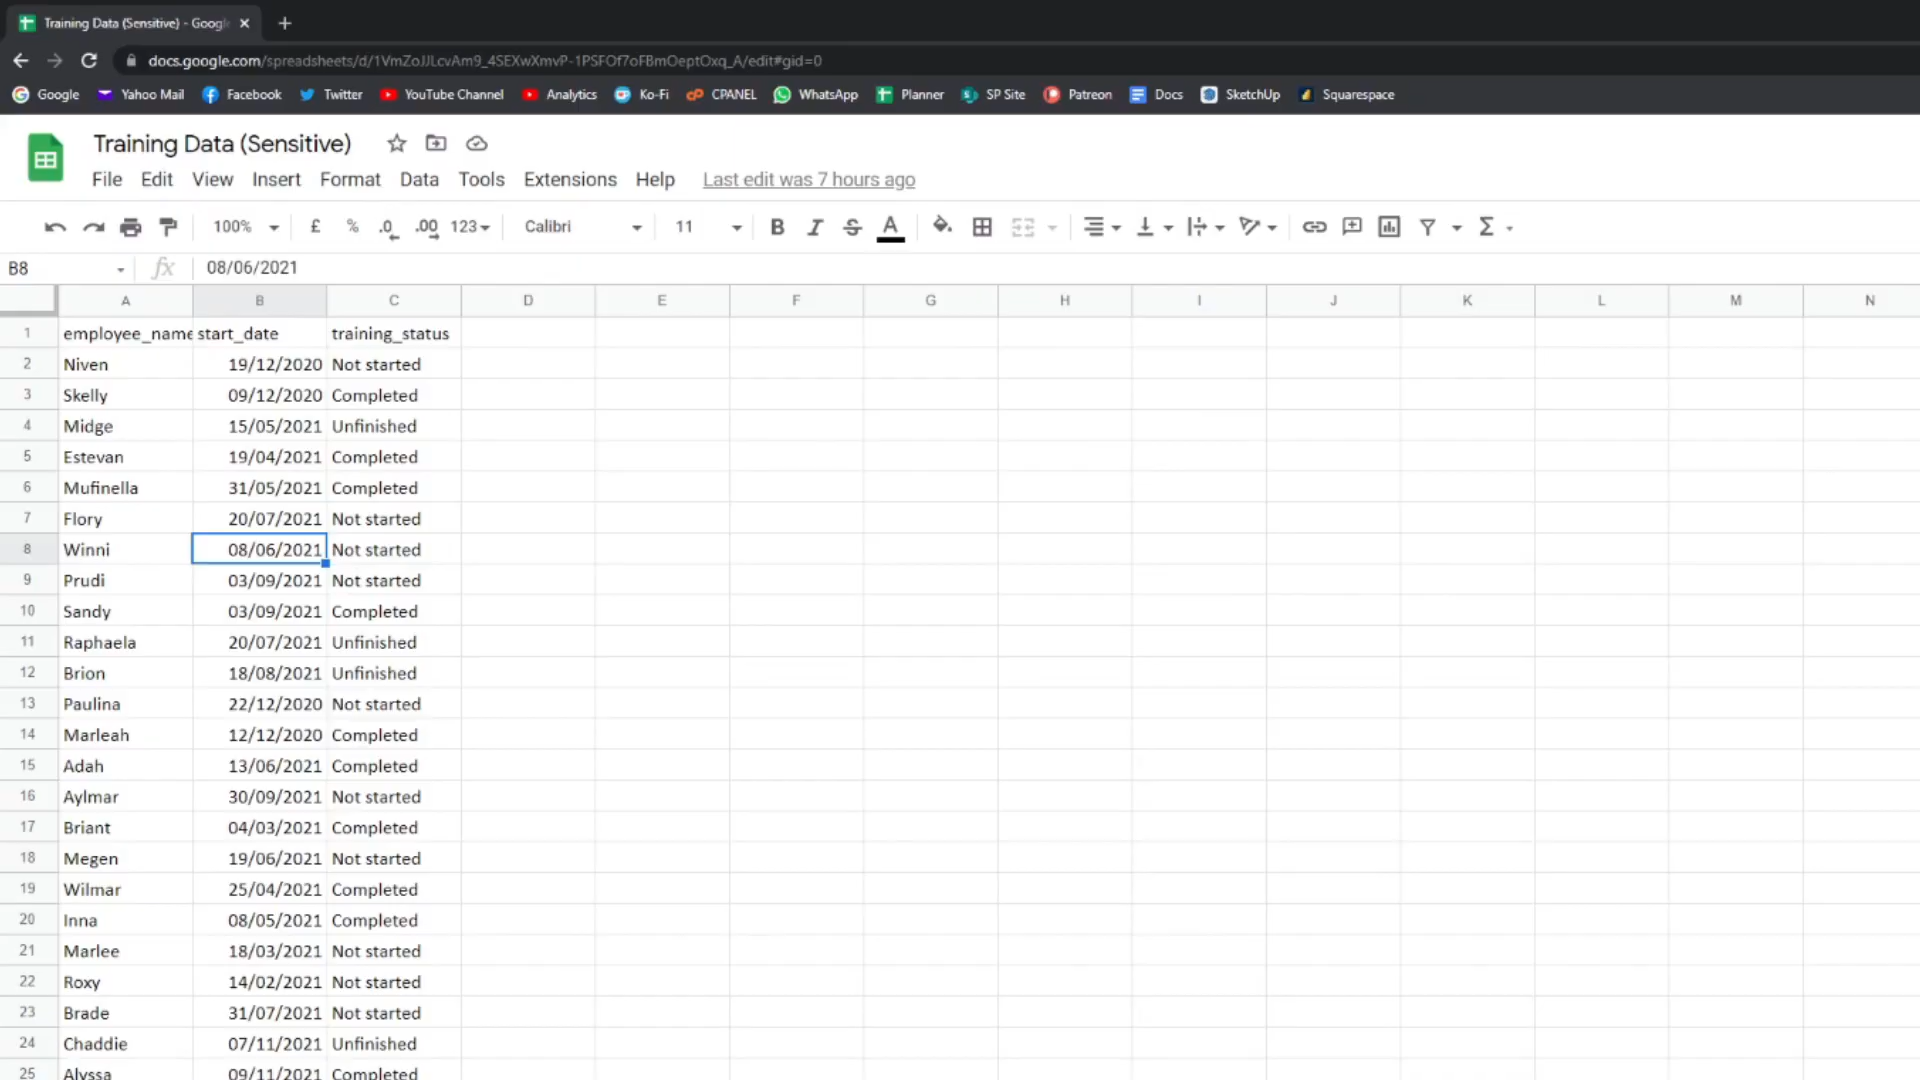 Training Data (Sensitive) - Googl
docs.google.com/spreadsheets/d/1VmZoJJLcvAm9_4SEXwXmvP-1PSFOf7oFBmOeptOxq_A/edit#gid=0
Google Yahoo Mail Facebook Twitter YouTube Channel Analytics Ko-Fi CPANEL WhatsApp Planner SP Site Patreon Docs SketchUp Squarespace
Training Data (Sensitive)
File Edit View Insert Format Data Tools Extensions Help Last edit was 7 hours ago
100% £ % .0 .00 123 Calibri 11 B I S A Σ
B8 fx 08/06/2021
A B C D E F G H I J K L M N
1 employee_name start_date training_status
2 Niven 19/12/2020 Not started
3 Skelly 09/12/2020 Completed
4 Midge 15/05/2021 Unfinished
5 Estevan 19/04/2021 Completed
6 Mufinella 31/05/2021 Completed
7 Flory 20/07/2021 Not started
8 Winni 08/06/2021 Not started
9 Prudi 03/09/2021 Not started
10 Sandy 03/09/2021 Completed
11 Raphaela 20/07/2021 Unfinished
12 Brion 18/08/2021 Unfinished
13 Paulina 22/12/2020 Not started
14 Marleah 12/12/2020 Completed
15 Adah 13/06/2021 Completed
16 Aylmar 30/09/2021 Not started
17 Briant 04/03/2021 Completed
18 Megen 19/06/2021 Not started
19 Wilmar 25/04/2021 Completed
20 Inna 08/05/2021 Completed
21 Marlee 18/03/2021 Not started
22 Roxy 14/02/2021 Not started
23 Brade 31/07/2021 Not started
24 Chaddie 07/11/2021 Unfinished
25 Alyssa 09/11/2021 Completed